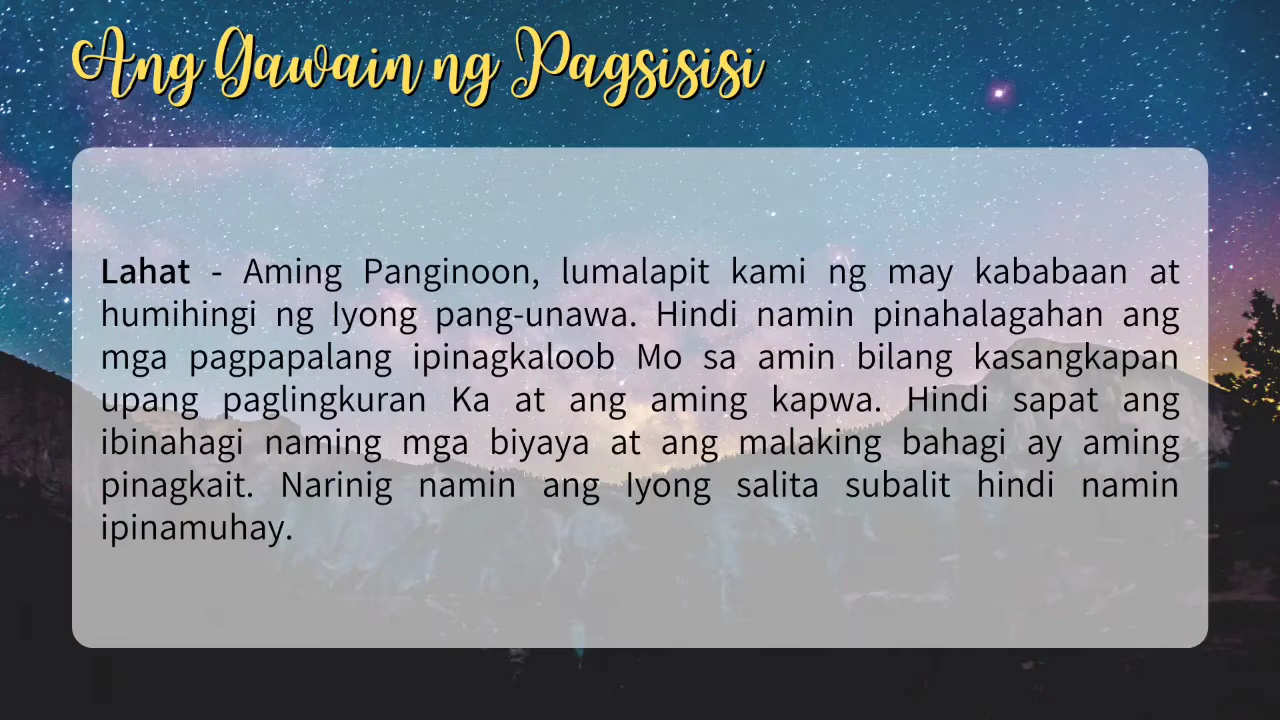 Ang Gawain ng Pagsisisi
Lahat - Aming Panginoon, lumalapit kami ng may kababaan at
humihingi ng Iyong pang-unawa. Hindi namin pinahalagahan ang
mga pagpapalang ipinagkaloob Mo sa amin bilang kasangkapan
upang paglingkuran Ka at ang aming kapwa. Hindi sapat ang
ibinahagi naming mga biyaya at ang malaking bahagi ay aming
pinagkait. Narinig namin ang Iyong salita subalit hindi namin
ipinamuhay.